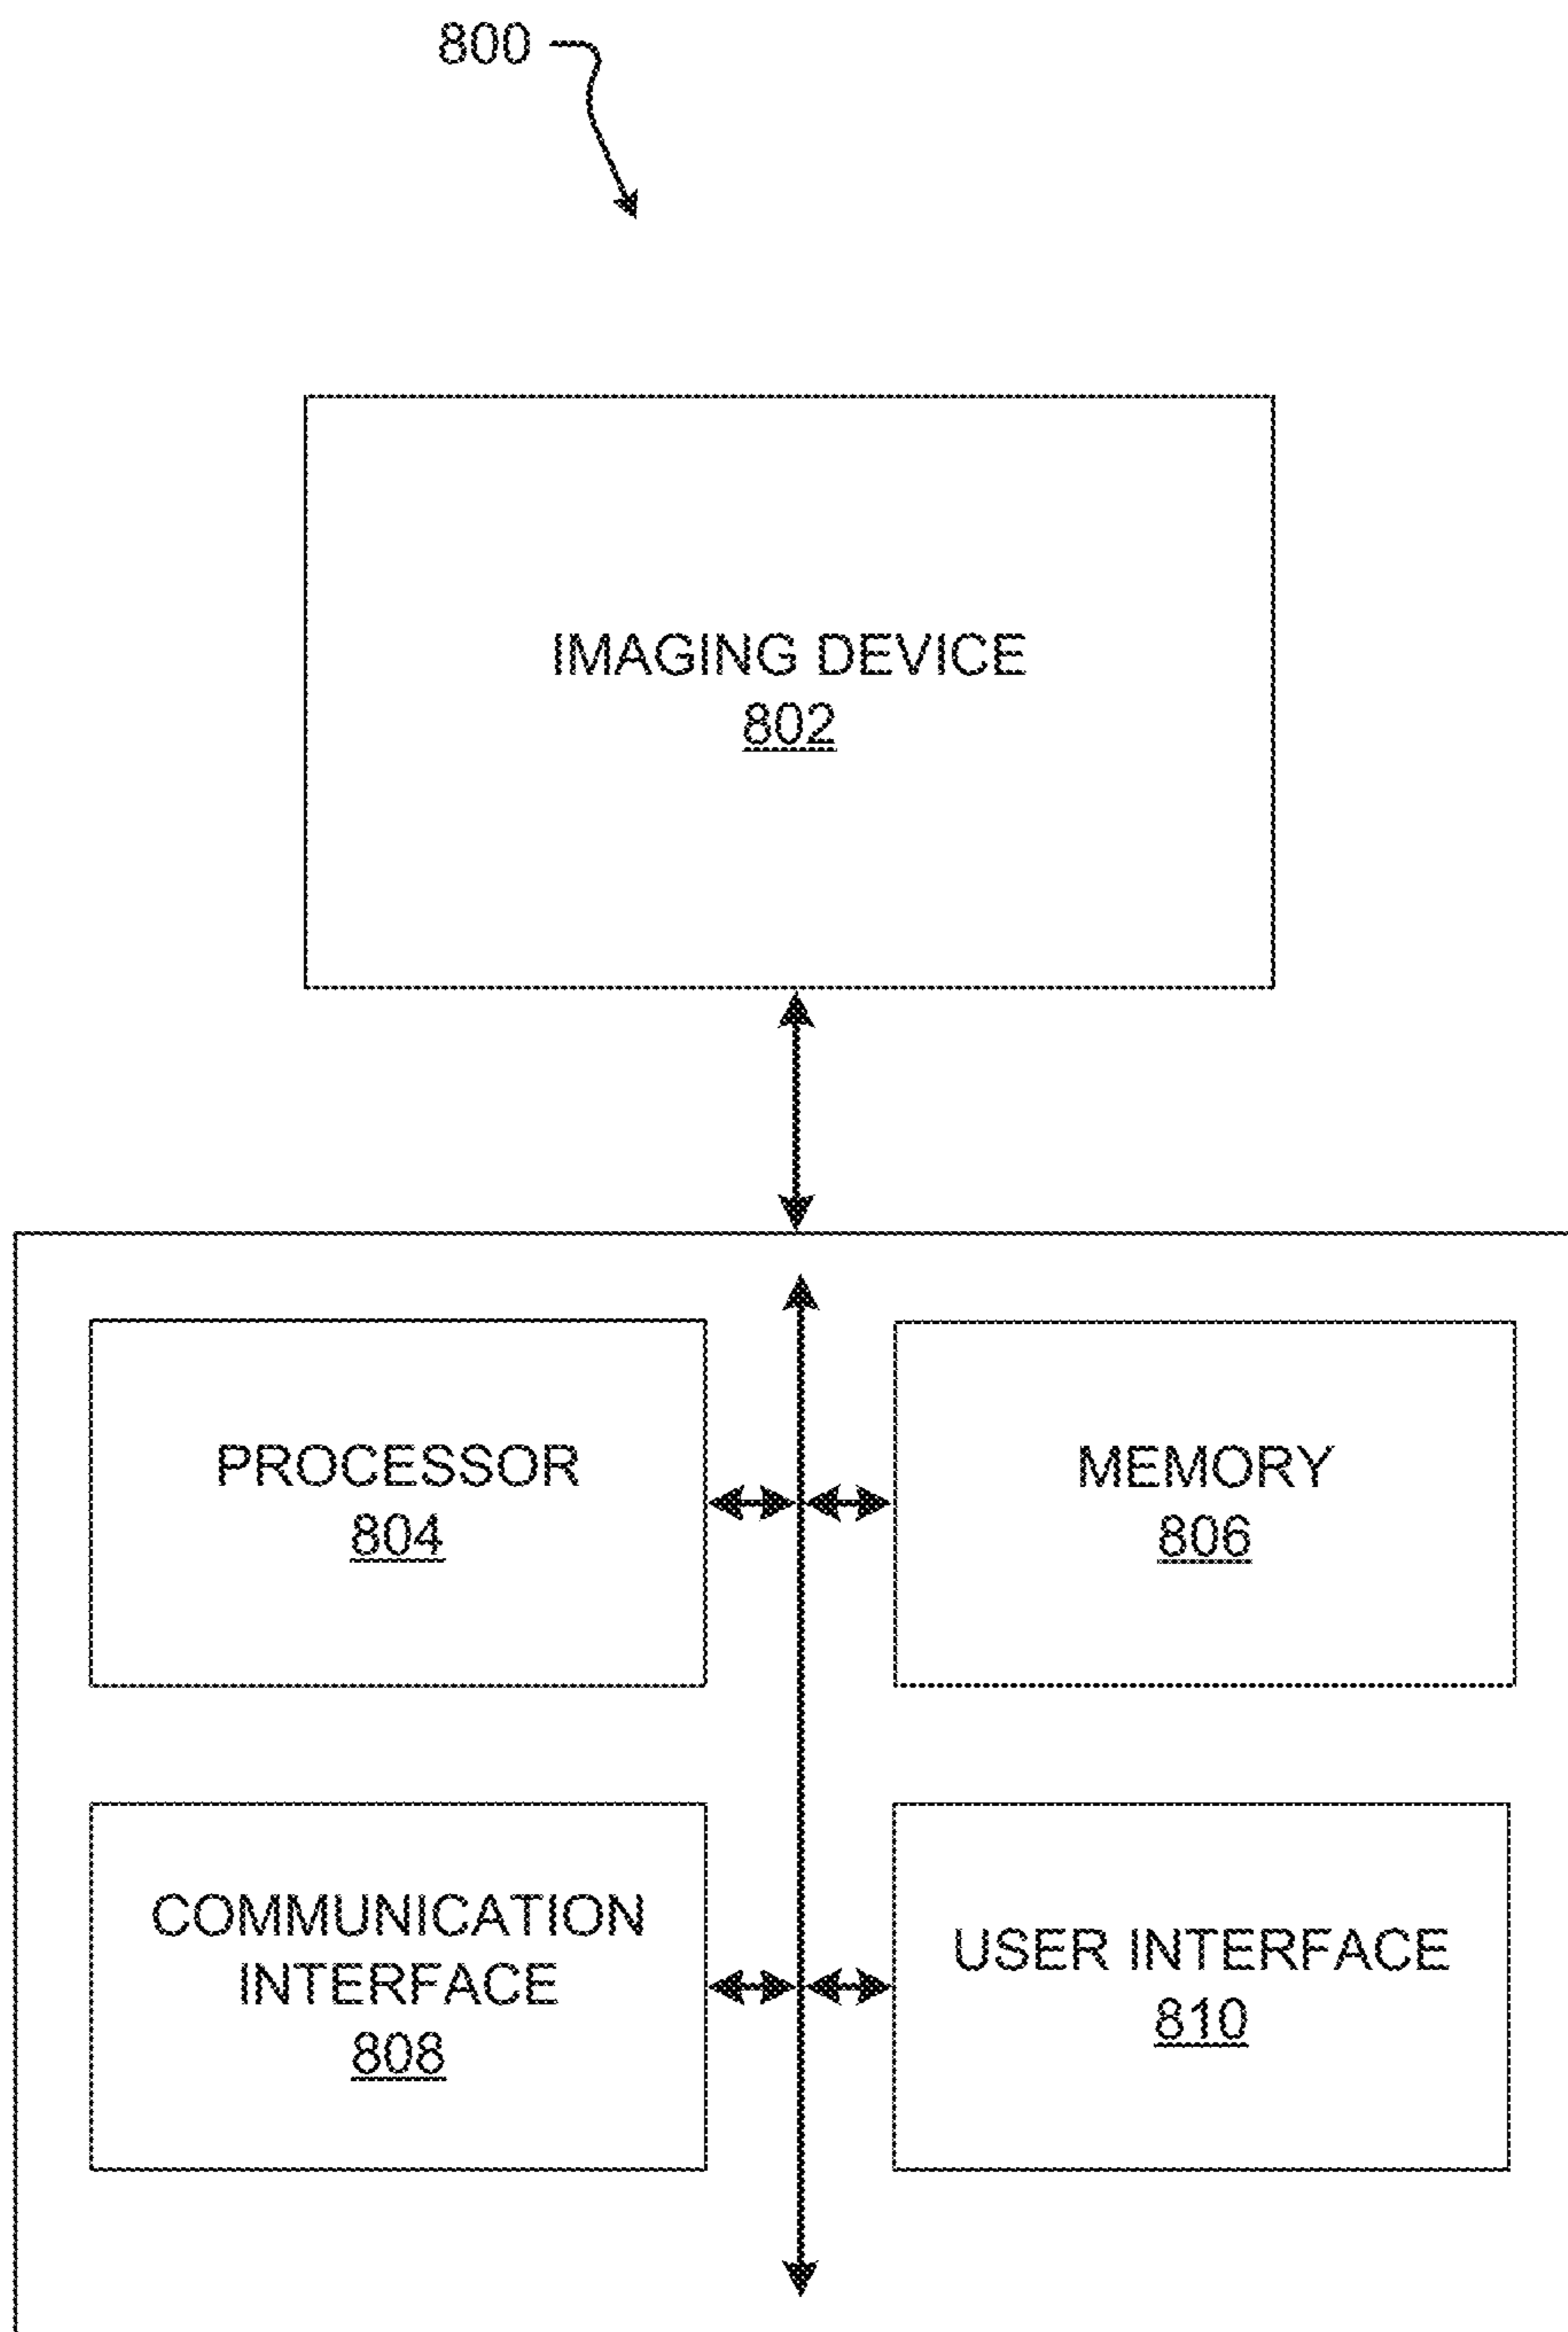 800
IMAGING DEVICE
802
PROCESSOR
804
MEMORY
806
COMMUNICATION
INTERFACE
808
USER INTERFACE
810